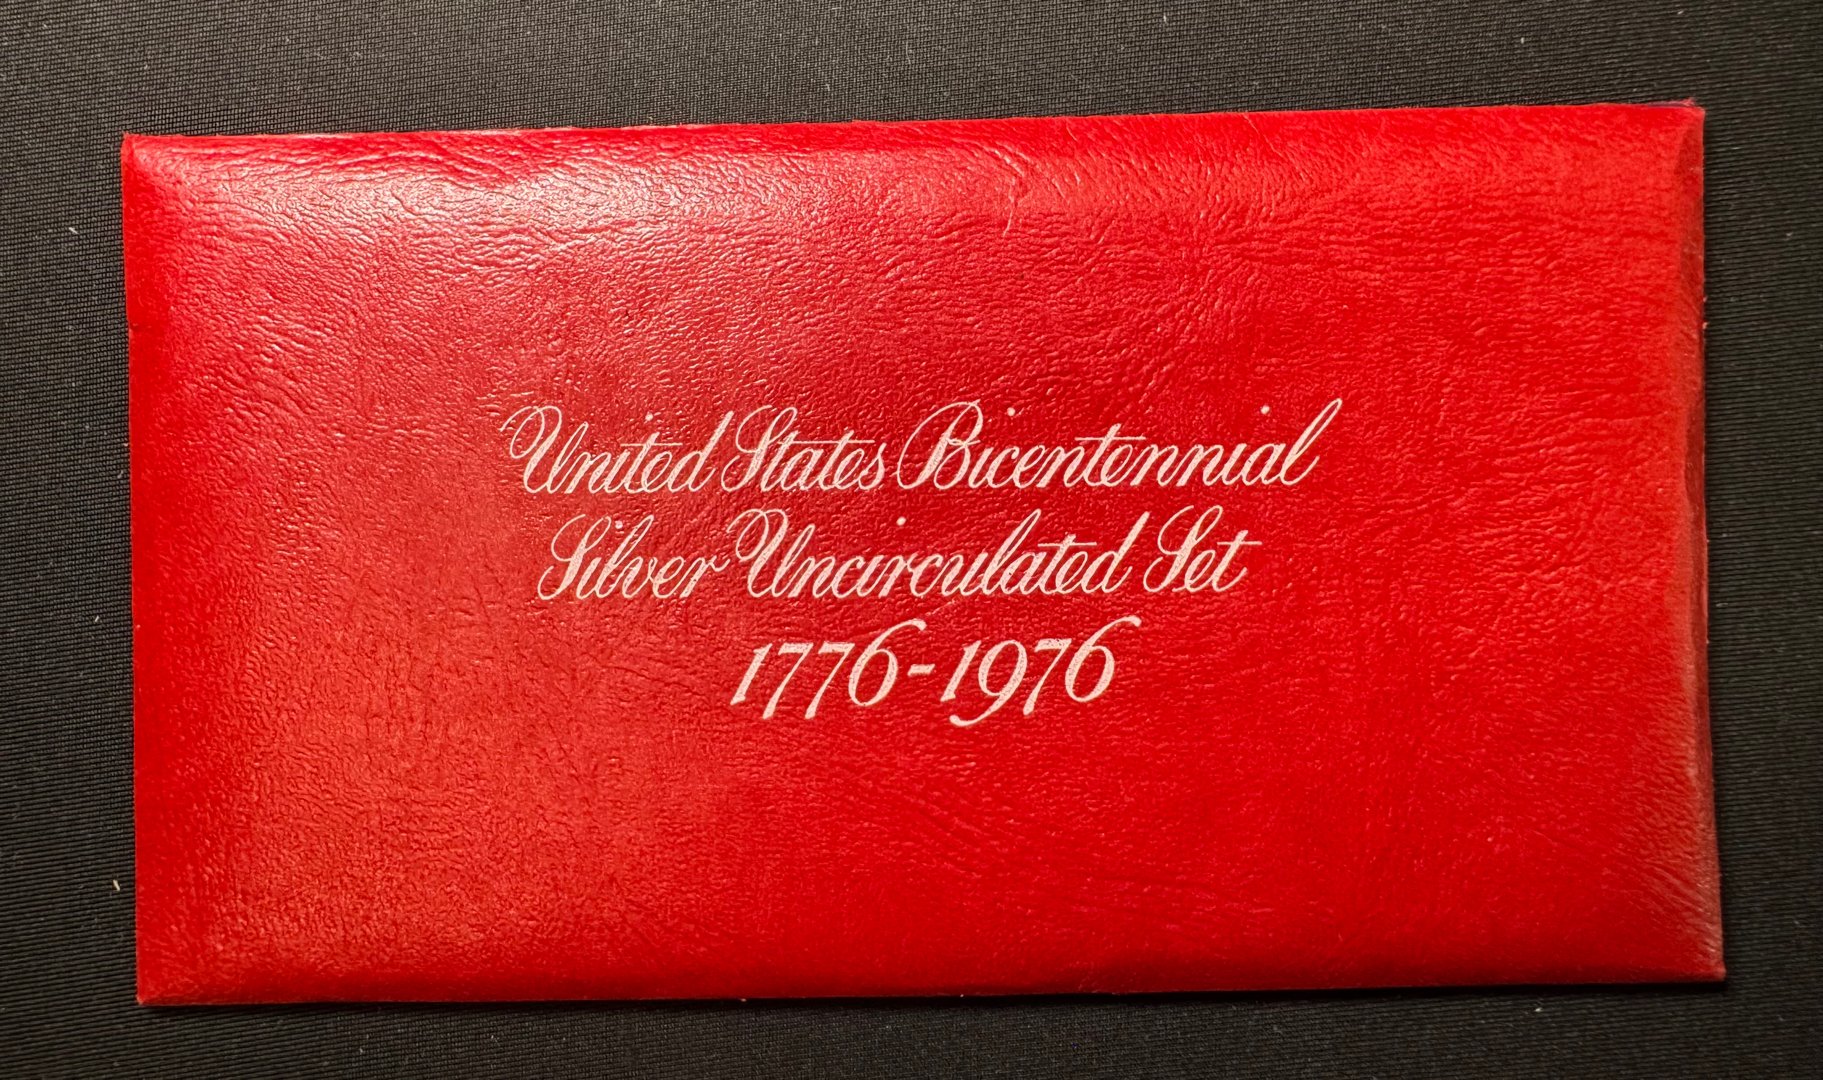 United States Bicentennial
Silver Uncirculated Set
1776-1976